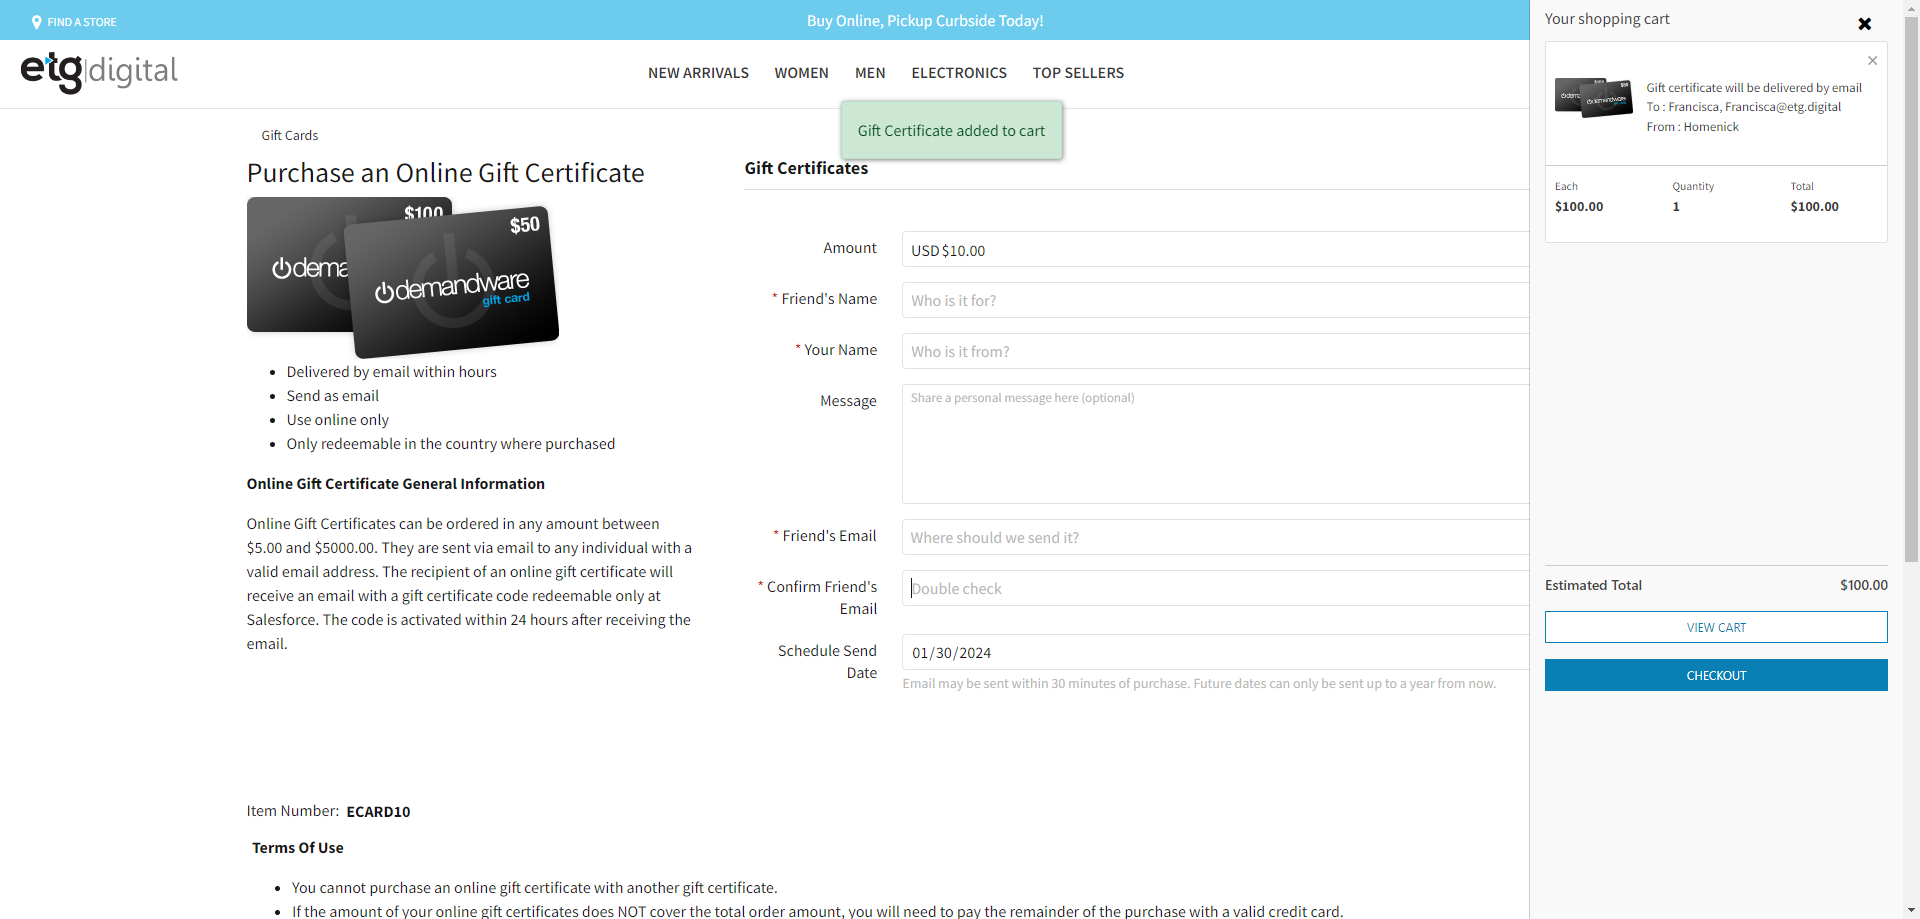 FIND A STORE
Buy Online, Pickup Curbside Today!
etg|digital
NEW ARRIVALS WOMEN MEN ELECTRONICS TOP SELLERS
Gift Certificate added to cart
Gift Cards
Purchase an Online Gift Certificate
$100
$50
demandware
gift card
Delivered by email within hours
Send as email
Use online only
Only redeemable in the country where purchased
Online Gift Certificate General Information
Online Gift Certificates can be ordered in any amount between
$5.00 and $5000.00. They are sent via email to any individual with a
valid email address. The recipient of an online gift certificate will
receive an email with a gift certificate code redeemable only at
Salesforce. The code is activated within 24 hours after receiving the
email.
Gift Certificates
Amount USD $10.00
* Friend's Name Who is it for?
* Your Name Who is it from?
Message Share a personal message here (optional)
* Friend's Email Where should we send it?
* Confirm Friend's Double check
Email
Schedule Send 01/30/2024
Date
Email may be sent within 30 minutes of purchase. Future dates can only be sent up to a year from now.
Item Number: ECARD10
Terms Of Use
You cannot purchase an online gift certificate with another gift certificate.
If the amount of your online gift certificates does NOT cover the total order amount, you will need to pay the remainder of the purchase with a valid credit card.
Your shopping cart
Gift certificate will be delivered by email
To : Francisca, Francisca@etg.digital
From : Homenick
Each Quantity Total
$100.00 1 $100.00
Estimated Total $100.00
VIEW CART
CHECKOUT